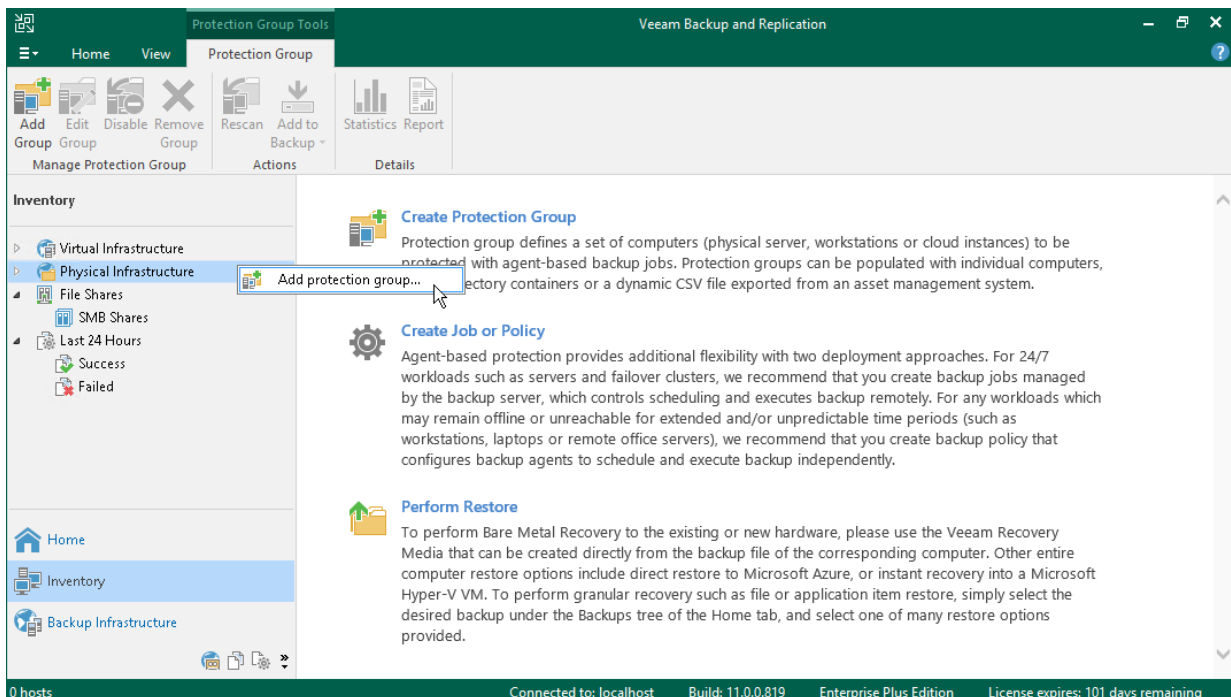 Protection Group Tools
Veeam Backup and Replication
Home View Protection Group
Add Group
Edit Group
Disable
Remove Group
Rescan
Add to Backup
Statistics
Report
Manage Protection Group
Actions
Details
Inventory
Virtual Infrastructure
Physical Infrastructure
File Shares
SMB Shares
Last 24 Hours
Success
Failed
Add protection group...
Create Protection Group
Protection group defines a set of computers (physical server, workstations or cloud instances) to be
protected with agent-based backup jobs. Protection groups can be populated with individual computers,
ectory containers or a dynamic CSV file exported from an asset management system.
Create Job or Policy
Agent-based protection provides additional flexibility with two deployment approaches. For 24/7
workloads such as servers and failover clusters, we recommend that you create backup jobs managed
by the backup server, which controls scheduling and executes backup remotely. For any workloads which
may remain offline or unreachable for extended and/or unpredictable time periods (such as
workstations, laptops or remote office servers), we recommend that you create backup policy that
configures backup agents to schedule and execute backup independently.
Perform Restore
To perform Bare Metal Recovery to the existing or new hardware, please use the Veeam Recovery
Media that can be created directly from the backup file of the corresponding computer. Other entire
computer restore options include direct restore to Microsoft Azure, or instant recovery into a Microsoft
Hyper-V VM. To perform granular recovery such as file or application item restore, simply select the
desired backup under the Backups tree of the Home tab, and select one of many restore options
provided.
Home
Inventory
Backup Infrastructure
0 hosts
Connected to: localhost
Build: 11.0.0.819
Enterprise Plus Edition
License expires: 101 days remaining